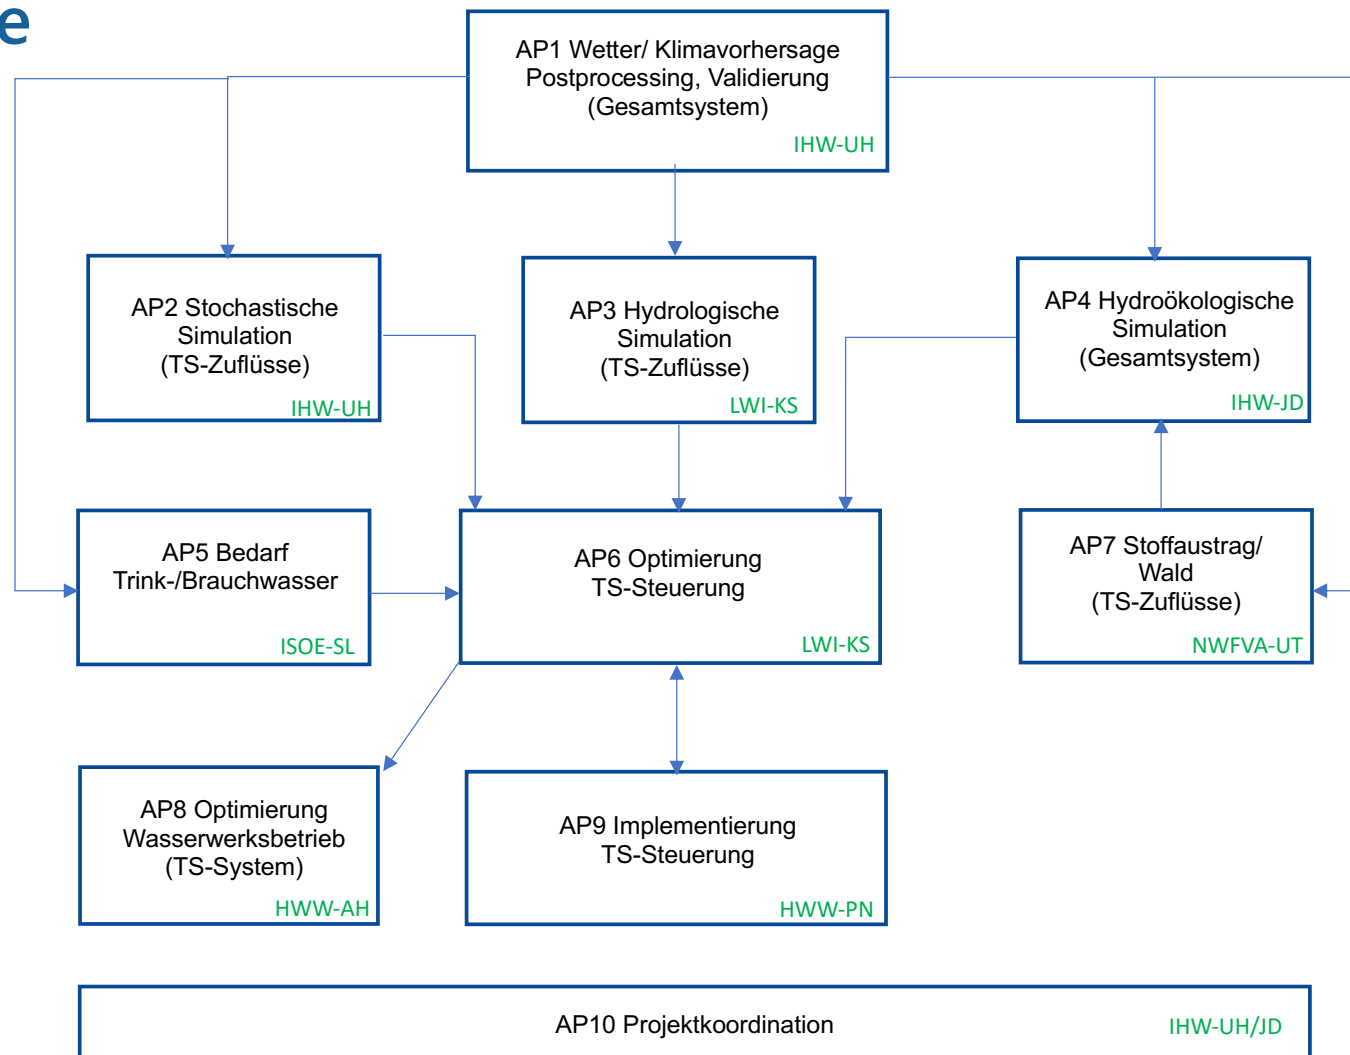 e
AP1 Wetter/ Klimavorhersage
Postprocessing, Validierung
(Gesamtsystem)
IHW-UH
AP2 Stochastische
Simulation
(TS-Zuflüsse)
IHW-UH
AP3 Hydrologische
Simulation
(TS-Zuflüsse)
LWI-KS
AP4 Hydroökologische
Simulation
(Gesamtsystem)
IHW-JD
AP5 Bedarf
Trink-/Brauchwasser
ISOE-SL
AP6 Optimierung
TS-Steuerung
LWI-KS
AP7 Stoffaustrag/
Wald
(TS-Zuflüsse)
NWFVA-UT
AP8 Optimierung
Wasserwerksbetrieb
(TS-System)
HWW-AH
AP9 Implementierung
TS-Steuerung
HWW-PN
AP10 Projektkoordination
IHW-UH/JD